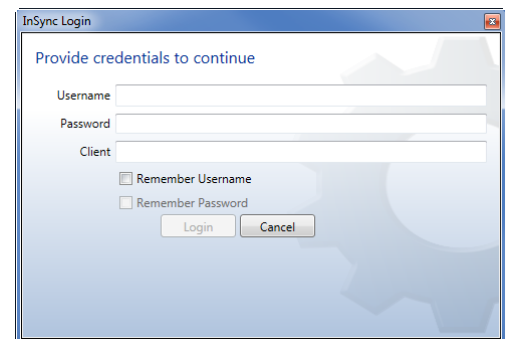 InSync Login
Provide credentials to continue
Username
Password
Client
Remember Username
Remember Password
Login Cancel